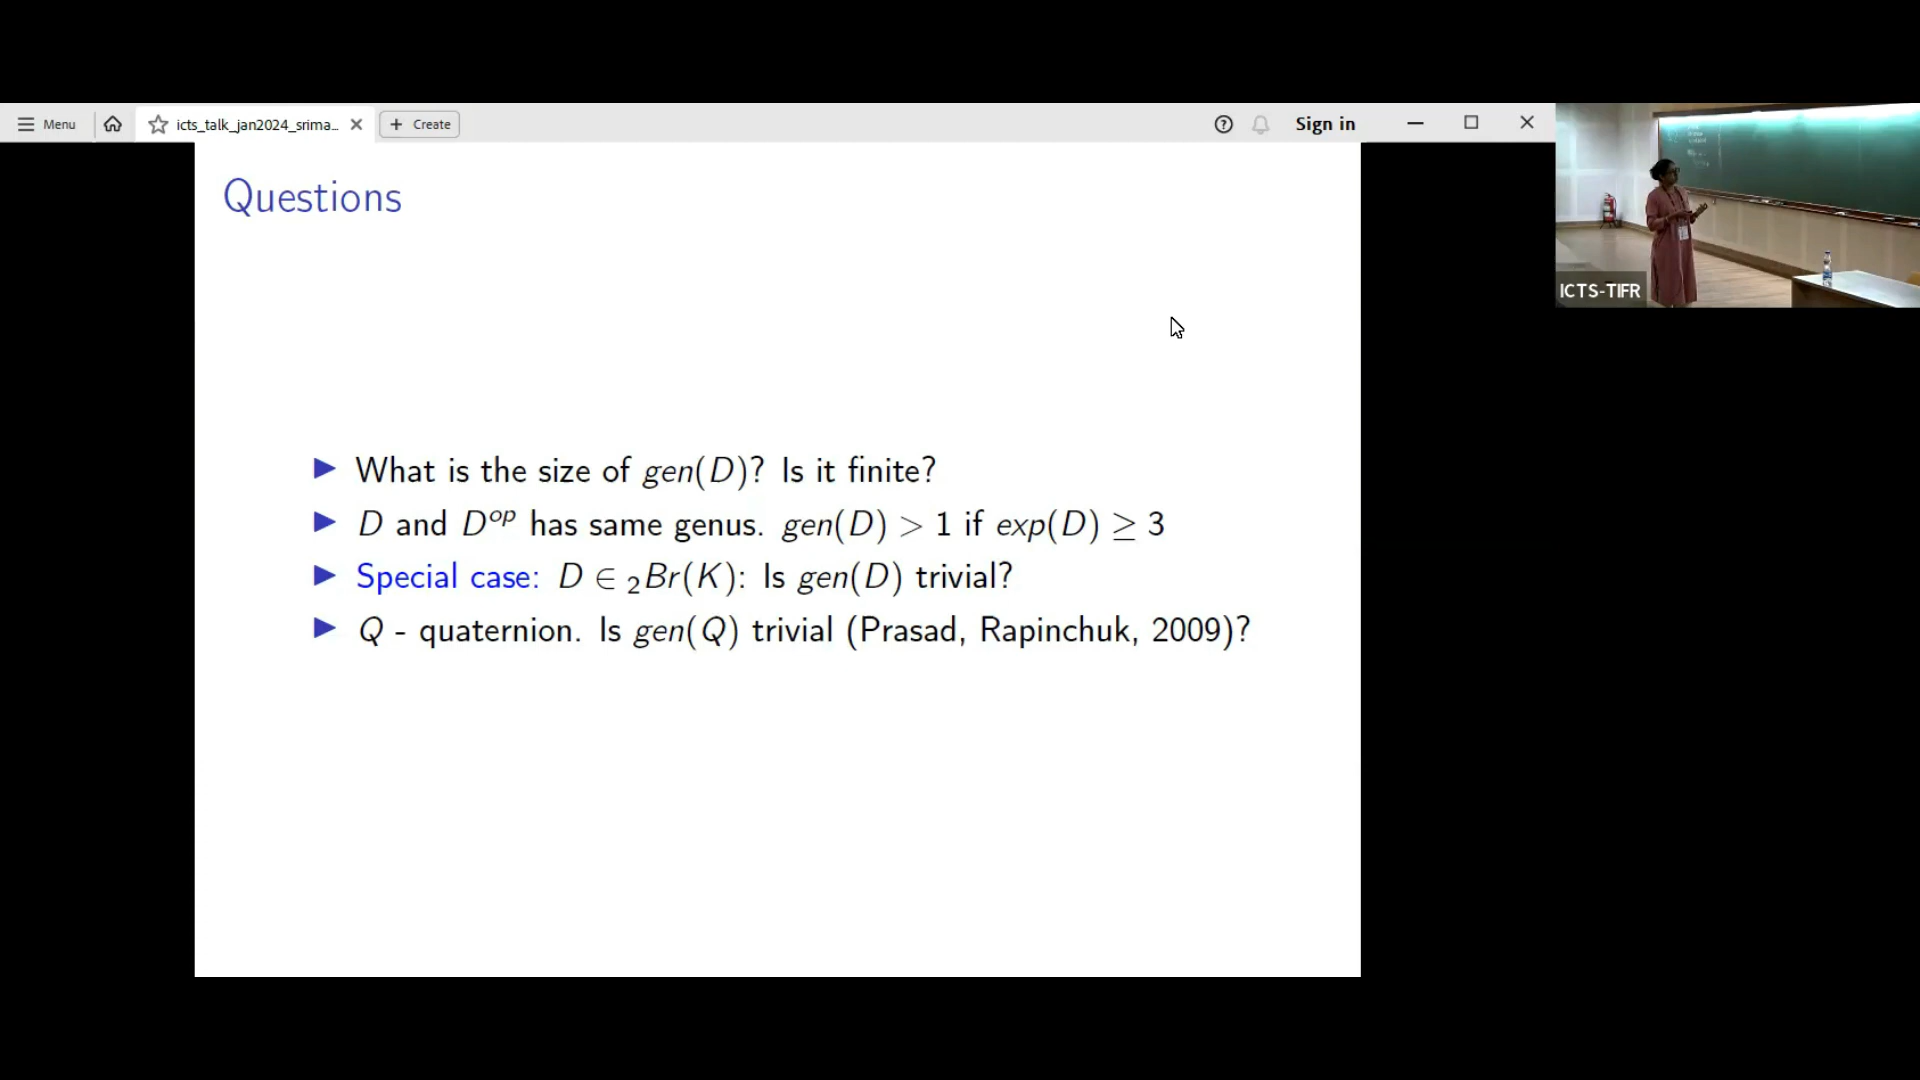 Menu
icts_talk_jan2024_srima...
Create
Sign in
ICTS-TIFR
Questions
What is the size of gen(D)? Is it finite?
D and D^{op} has same genus. gen(D) > 1 if exp(D) ≥ 3
Special case: D ∈ ₂Br(K): Is gen(D) trivial?
Q - quaternion. Is gen(Q) trivial (Prasad, Rapinchuk, 2009)?